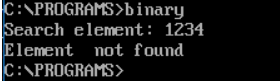 C:\PROGRAMS>binary
Search element: 1234
Element  not found
C:\PROGRAMS>